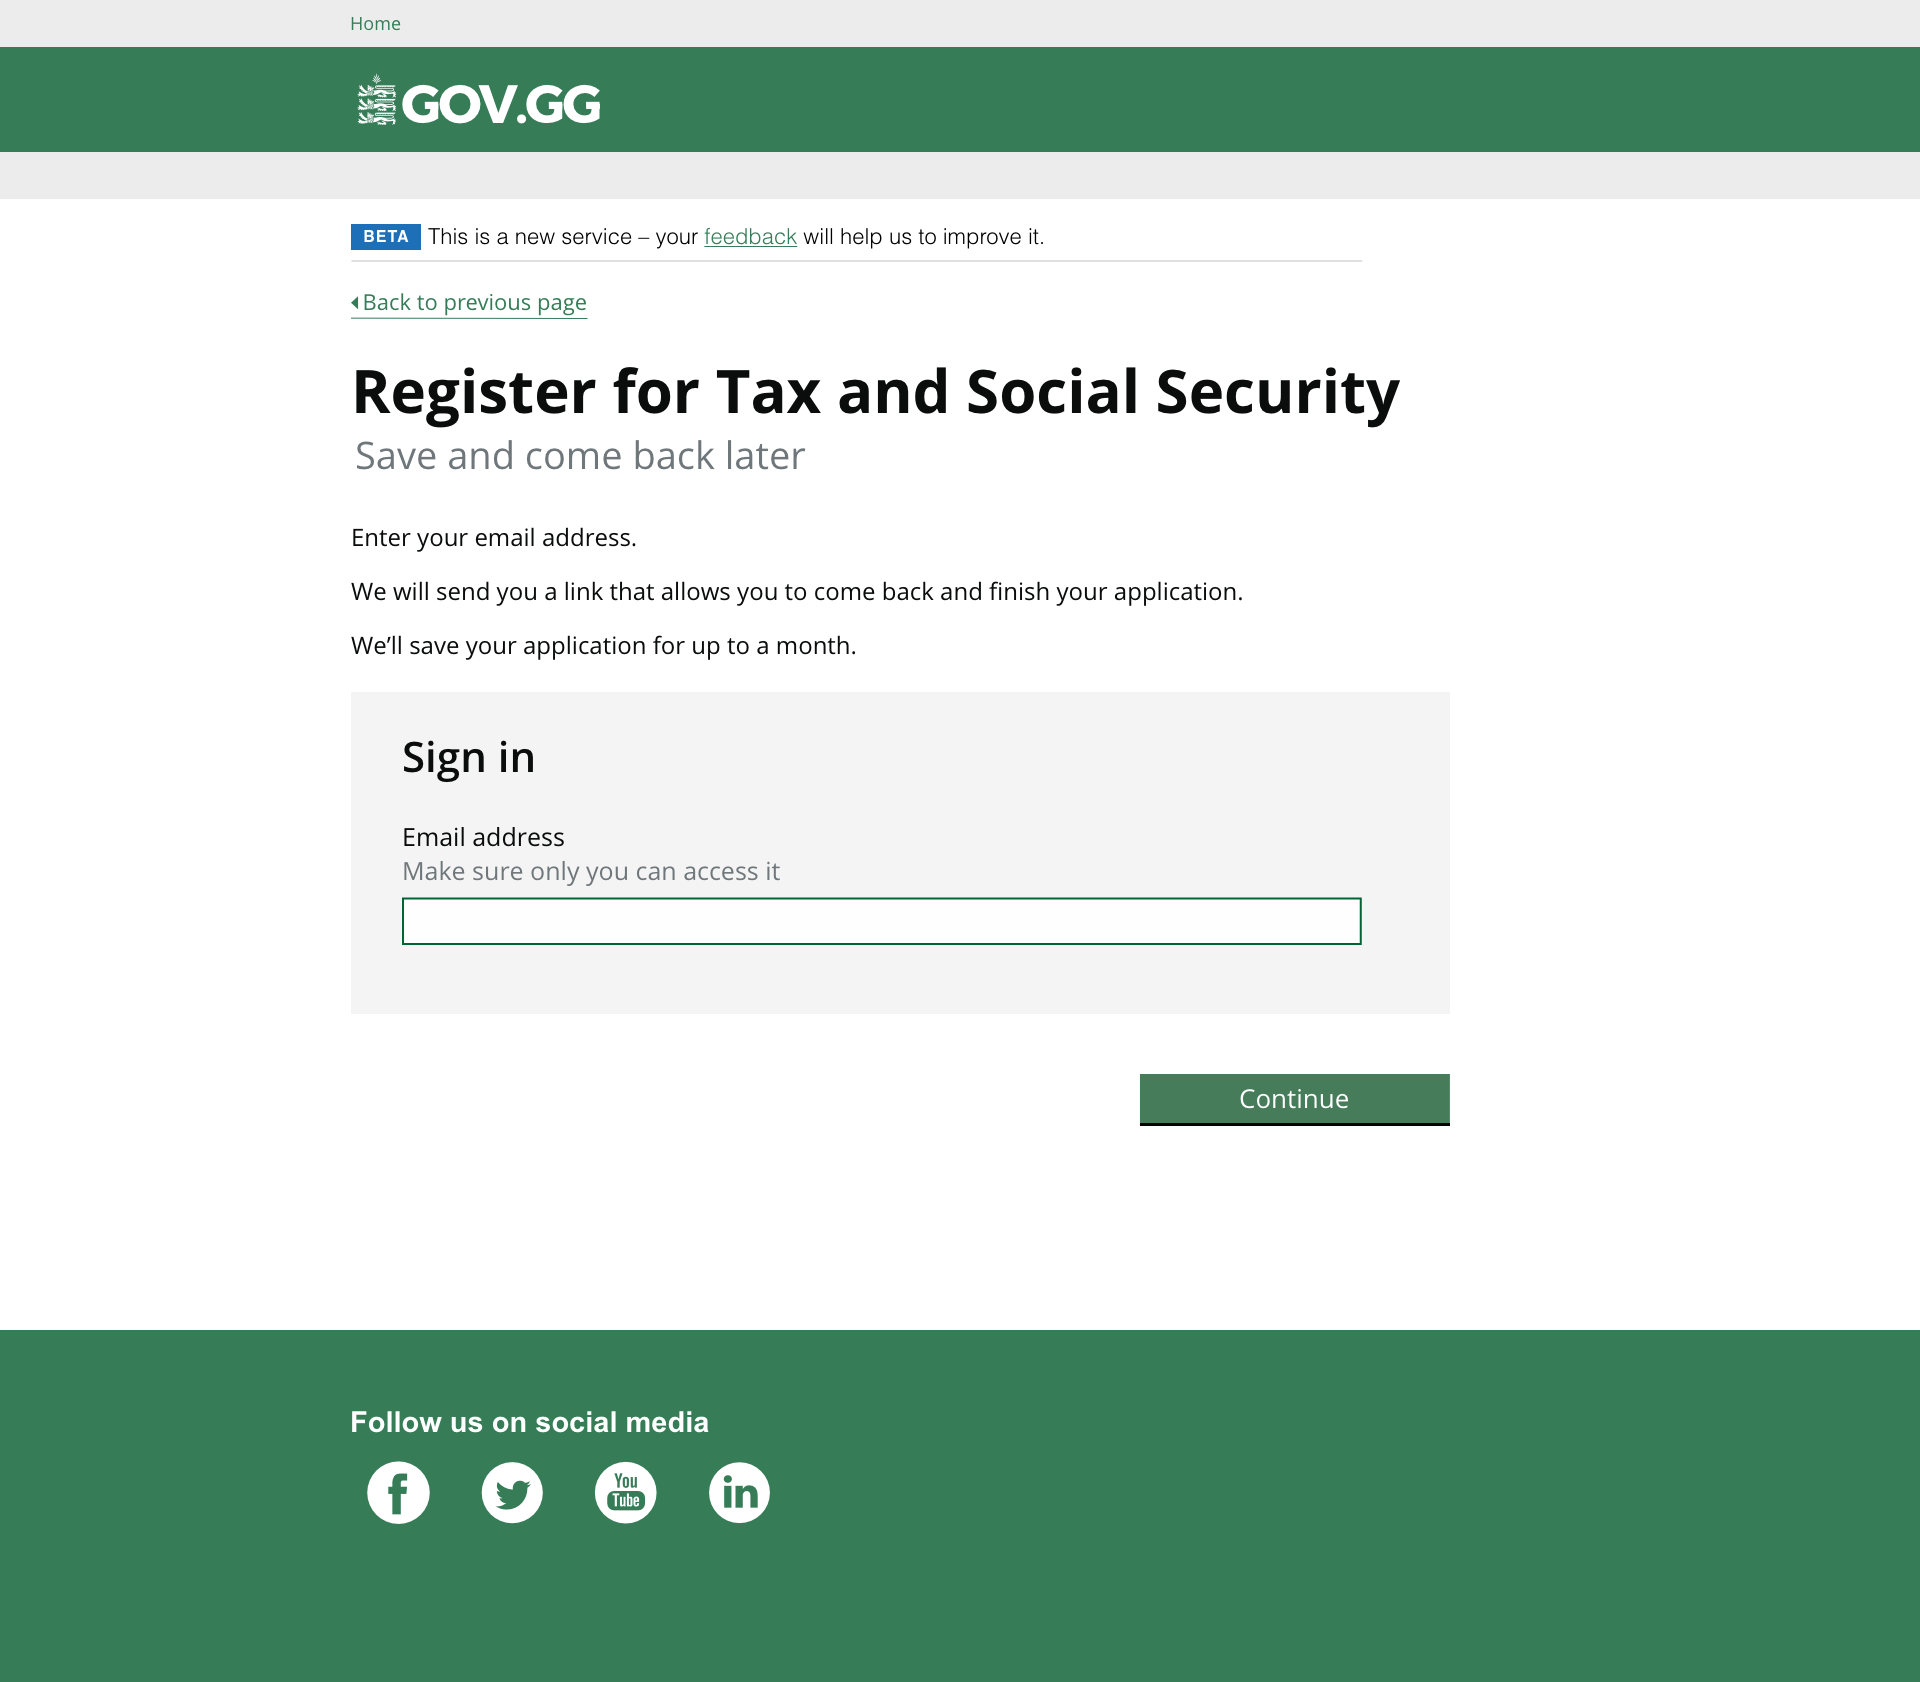 Home
GOV.GG
BETA This is a new service – your feedback will help us to improve it.
Back to previous page
Register for Tax and Social Security
Save and come back later
Enter your email address.
We will send you a link that allows you to come back and finish your application.
We’ll save your application for up to a month.
Sign in
Email address
Make sure only you can access it
Continue
Follow us on social media
f You Tube in